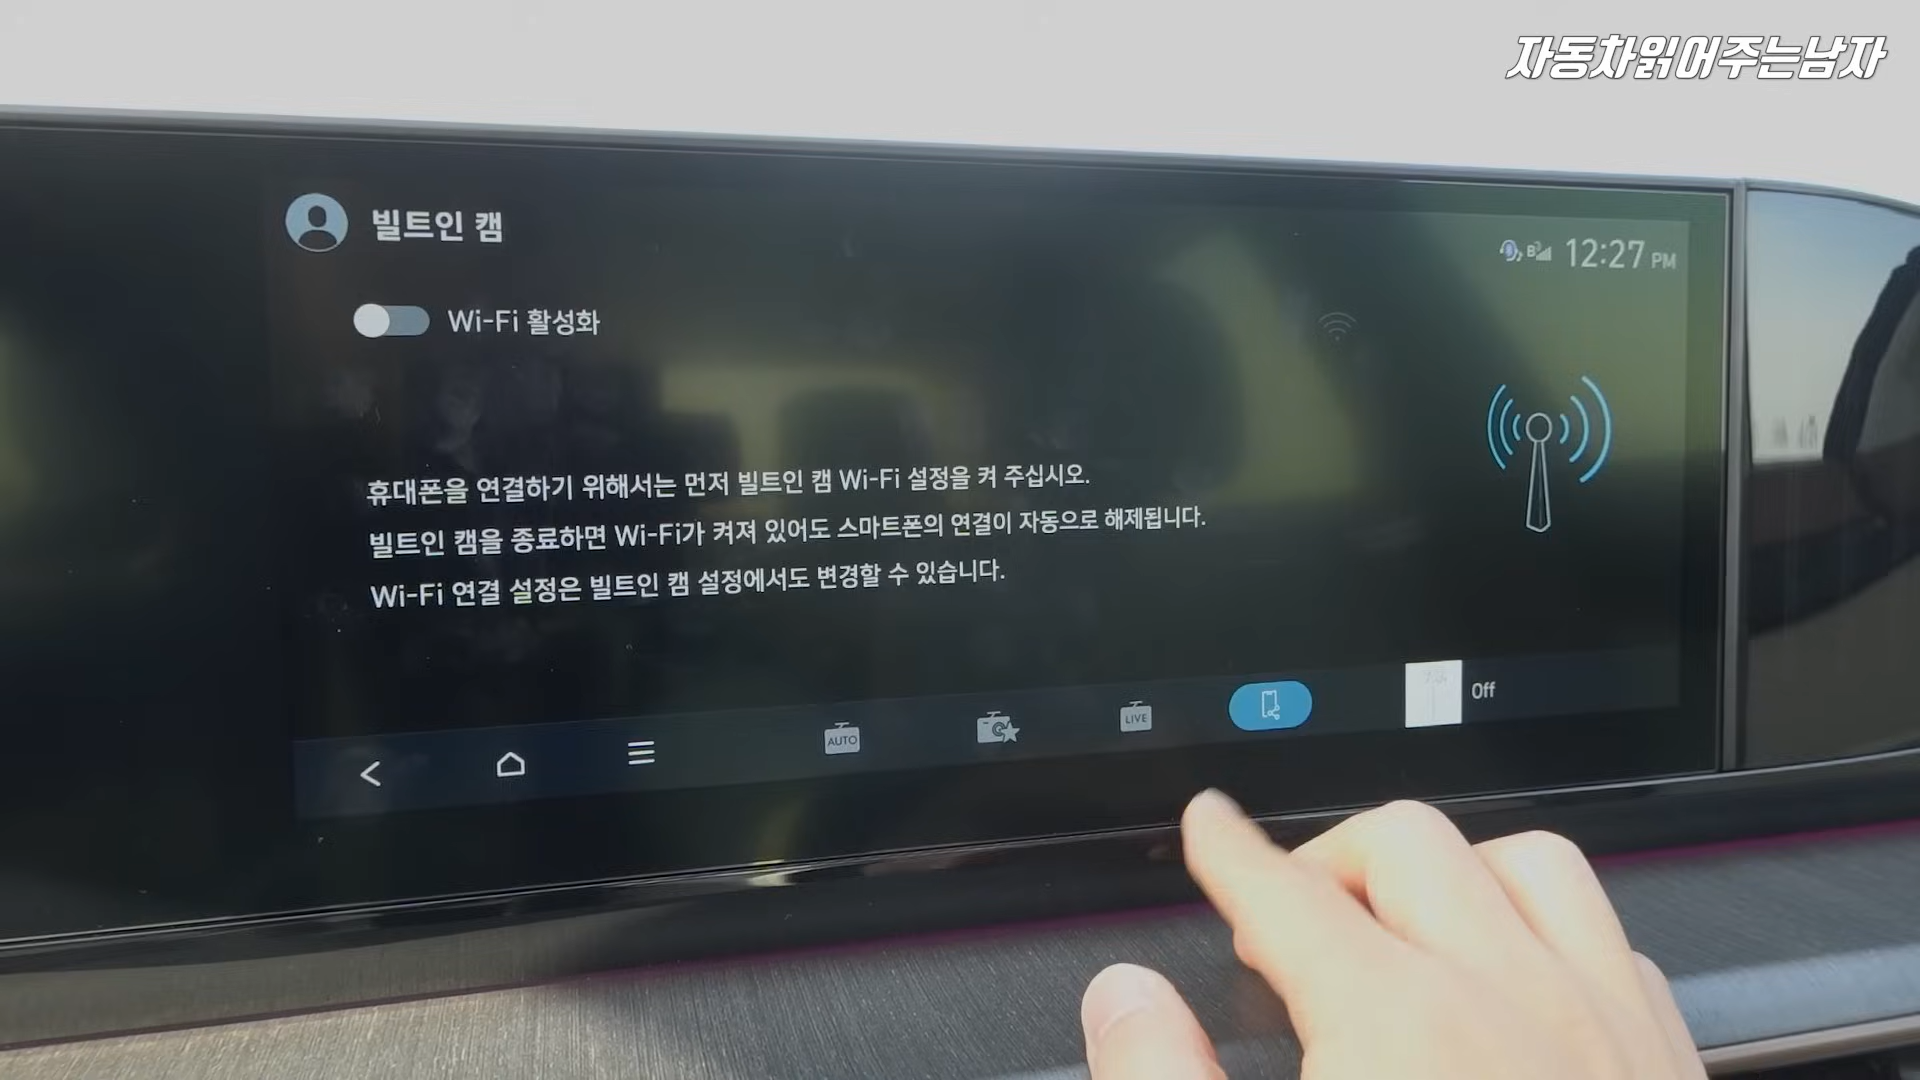 자동차읽어주는남자
빌트인 캠
12:27 PM
Wi-Fi 활성화
휴대폰을 연결하기 위해서는 먼저 빌트인 캠 Wi-Fi 설정을 켜 주십시오.
빌트인 캠을 종료하면 Wi-Fi가 켜져 있어도 스마트폰의 연결이 자동으로 해제됩니다.
Wi-Fi 연결 설정은 빌트인 캠 설정에서도 변경할 수 있습니다.
AUTO
LIVE
Off